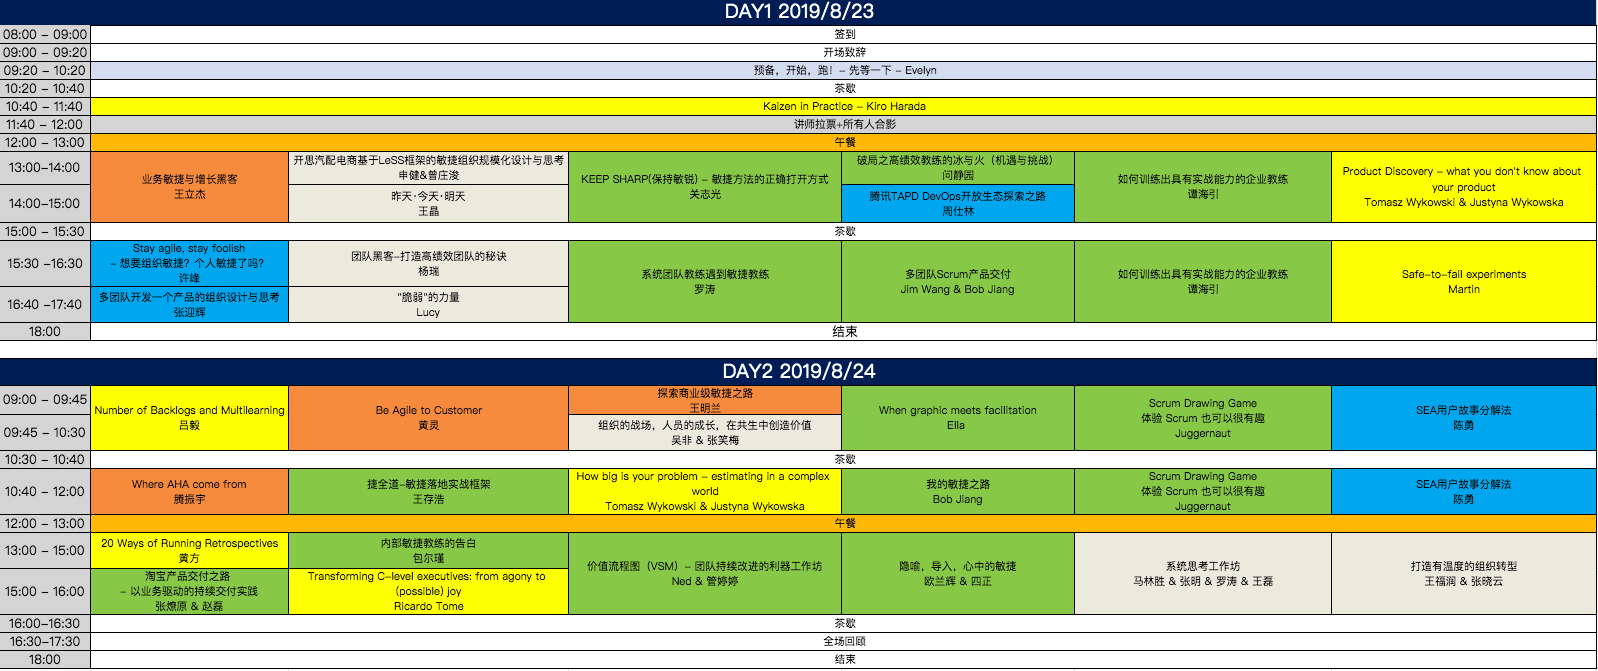 DAY1 2019/8/23
08:00 - 09:00
签到
09:00 - 09:20
开场致辞
09:20 - 10:20
预备，开始，跑！- 先等一下 - Evelyn
10:20 - 10:40
茶歇
10:40 - 11:40
Kaizen in Practice - Kiro Harada
11:40 - 12:00
讲师拉票+所有人合影
12:00 - 13:00
午餐
13:00-14:00
14:00-15:00
业务敏捷与增长黑客
王立杰
开思汽配电商基于LeSS框架的敏捷组织规模化设计与思考
申健&曾庄浚
昨天·今天·明天
王晶
KEEP SHARP(保持敏锐) - 敏捷方法的正确打开方式
关志光
破局之高绩效教练的冰与火（机遇与挑战）
问静园
腾讯TAPD DevOps开放生态探索之路
周仕林
如何训练出具有实战能力的企业教练
谭海引
Product Discovery - what you don't know about
your product
Tomasz Wykowski & Justyna Wykowska
15:00 - 15:30
茶歇
15:30 -16:30
16:40 -17:40
Stay agile, stay foolish
- 想要组织敏捷？个人敏捷了吗？
许峰
多团队开发一个产品的组织设计与思考
张迎辉
团队黑客-打造高绩效团队的秘诀
杨瑞
"脆弱"的力量
Lucy
系统团队教练遇到敏捷教练
罗涛
多团队Scrum产品交付
Jim Wang & Bob Jiang
如何训练出具有实战能力的企业教练
谭海引
Safe-to-fail experiments
Martin
18:00
结束
DAY2 2019/8/24
09:00 - 09:45
09:45 - 10:30
Number of Backlogs and Multilearning
吕毅
Be Agile to Customer
黄灵
探索商业级敏捷之路
王明兰
组织的战场，人员的成长，在共生中创造价值
吴非 & 张笑梅
When graphic meets facilitation
Ella
Scrum Drawing Game
体验 Scrum 也可以很有趣
Juggernaut
SEA用户故事分解法
陈勇
10:30 - 10:40
茶歇
10:40 - 12:00
Where AHA come from
腾振宇
捷全道-敏捷落地实战框架
王存浩
How big is your problem - estimating in a complex
world
Tomasz Wykowski & Justyna Wykowska
我的敏捷之路
Bob Jiang
Scrum Drawing Game
体验 Scrum 也可以很有趣
Juggernaut
SEA用户故事分解法
陈勇
12:00 - 13:00
午餐
13:00 - 15:00
15:00 - 16:00
20 Ways of Running Retrospectives
黄方
淘宝产品交付之路
- 以业务驱动的持续交付实践
张燎原 & 赵磊
内部敏捷教练的告白
包尔瑾
Transforming C-level executives: from agony to
(possible) joy
Ricardo Tome
价值流程图（VSM）- 团队持续改进的利器工作坊
Ned & 管婷婷
隐喻，导入，心中的敏捷
欧兰辉 & 四正
系统思考工作坊
马林胜 & 张明 & 罗涛 & 王磊
打造有温度的组织转型
王福润 & 张晓云
16:00-16:30
茶歇
16:30-17:30
全场回顾
18:00
结束